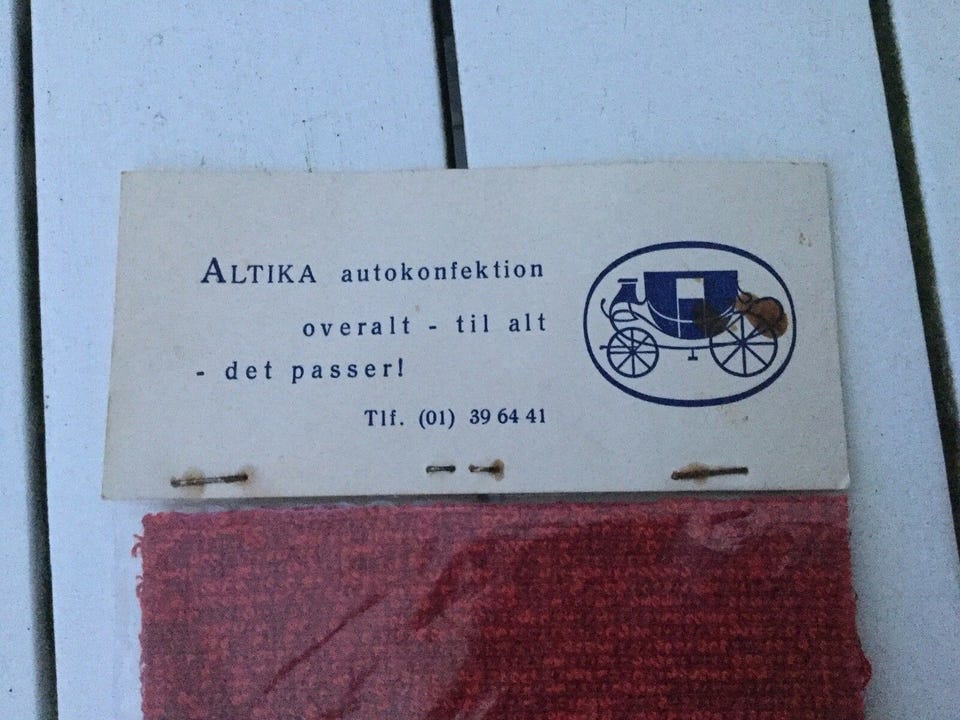 ALTIKA autokonfektion
overalt - til alt
- det passer!
Tlf. (01) 39 64 41